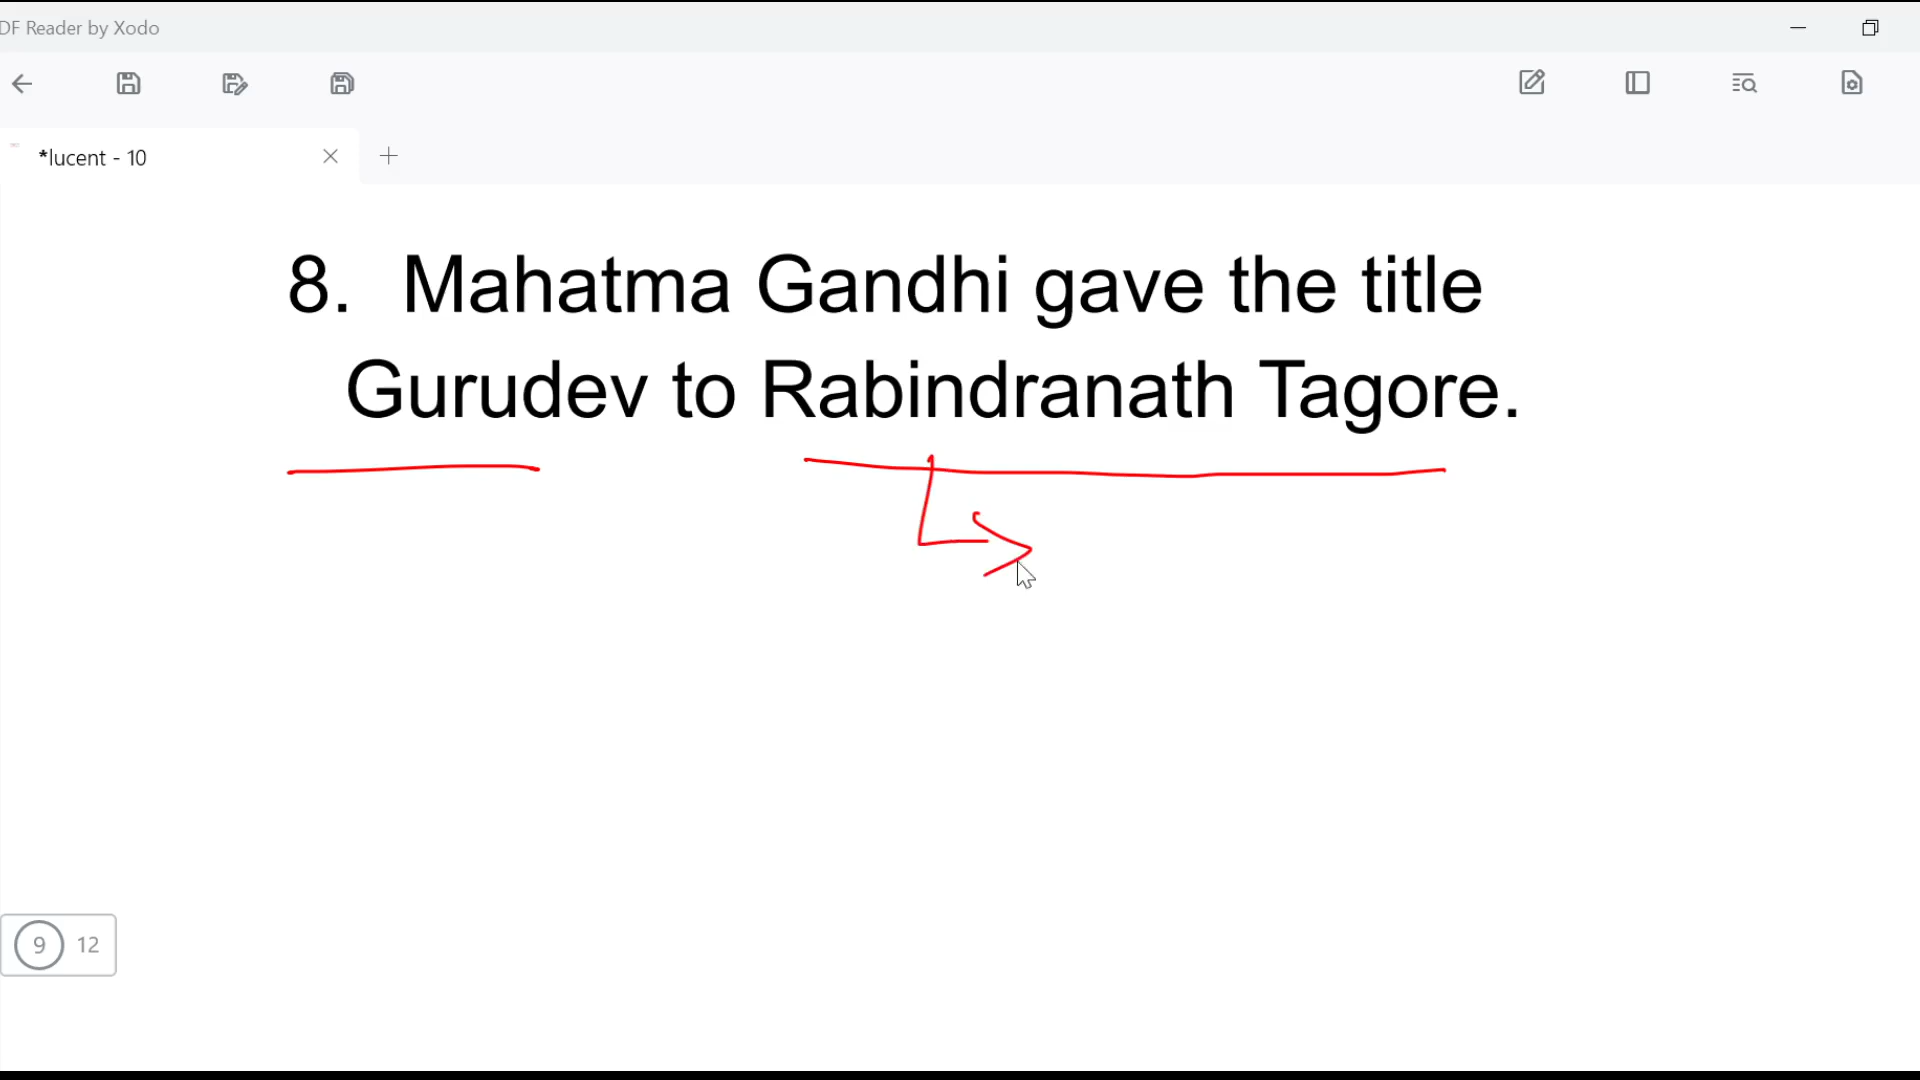 DF Reader by Xodo
*lucent - 10
8. Mahatma Gandhi gave the title
Gurudev to Rabindranath Tagore.
9 12